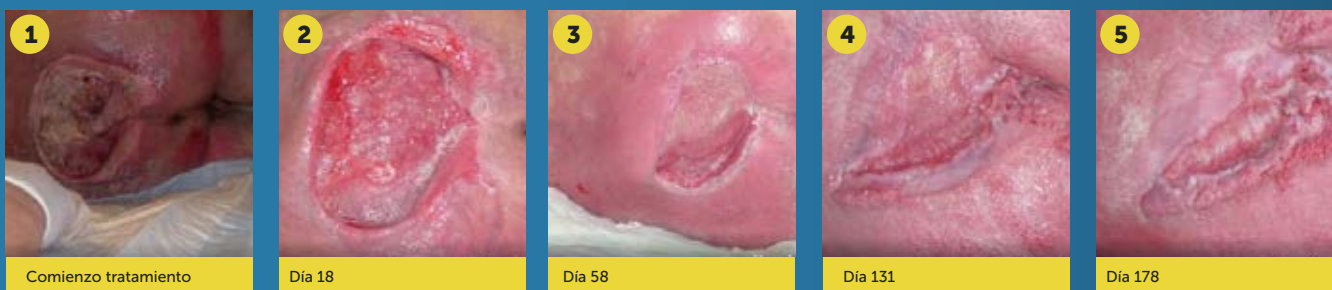 1
2
3
4
5
Comienzo tratamiento
Día 18
Día 58
Día 131
Día 178